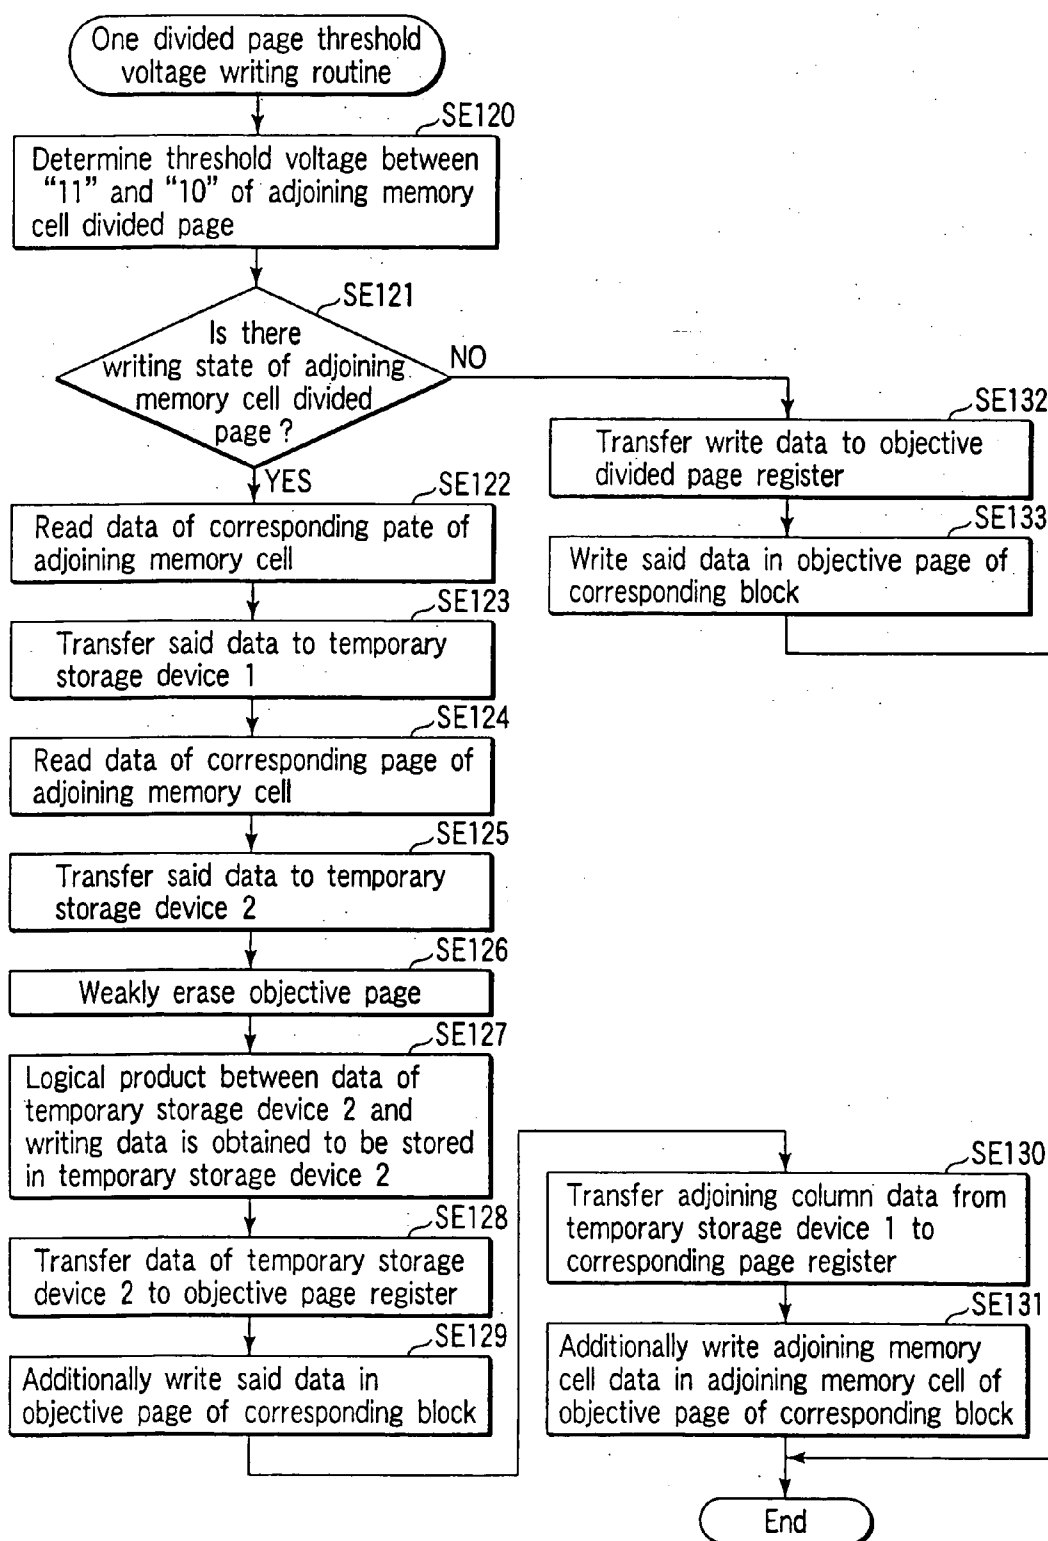 One divided page threshold
voltage writing routine
SE120
Determine threshold voltage between
“11” and “10” of adjoining memory
cell divided page
SE121
Is there
writing state of adjoining
memory cell divided
page ?
NO
YES
SE122
Read data of corresponding pate of
adjoining memory cell
SE123
Transfer said data to temporary
storage device 1
SE124
Read data of corresponding page of
adjoining memory cell
SE125
Transfer said data to temporary
storage device 2
SE126
Weakly erase objective page
SE127
Logical product between data of
temporary storage device 2 and
writing data is obtained to be stored
in temporary storage device 2
SE128
Transfer data of temporary storage
device 2 to objective page register
SE129
Additionally write said data in
objective page of corresponding block
SE132
Transfer write data to objective
divided page register
SE133
Write said data in objective page of
corresponding block
SE130
Transfer adjoining column data from
temporary storage device 1 to
corresponding page register
SE131
Additionally write adjoining memory
cell data in adjoining memory cell of
objective page of corresponding block
End